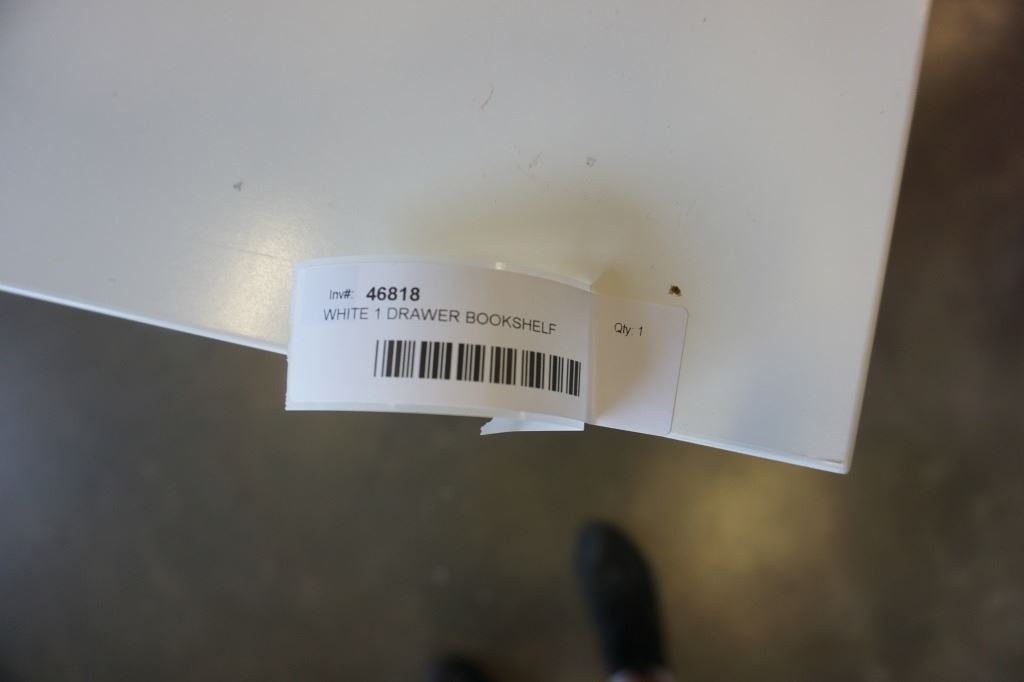 Inv#: 46818
WHITE 1 DRAWER BOOKSHELF
Qty: 1